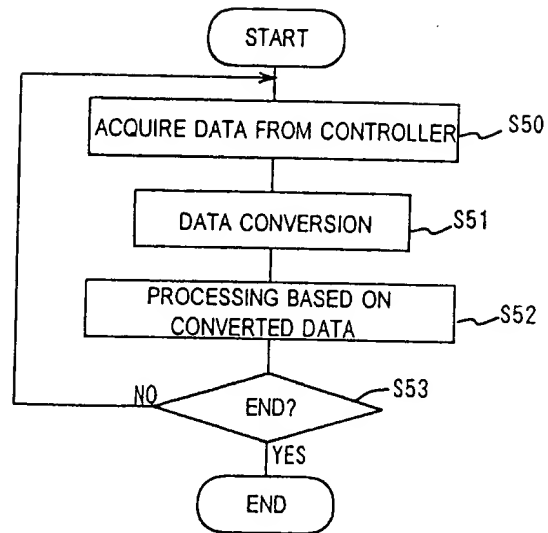 START
ACQUIRE DATA FROM CONTROLLER
S50
DATA CONVERSION
S51
PROCESSING BASED ON
CONVERTED DATA
S52
NO
END?
S53
YES
END